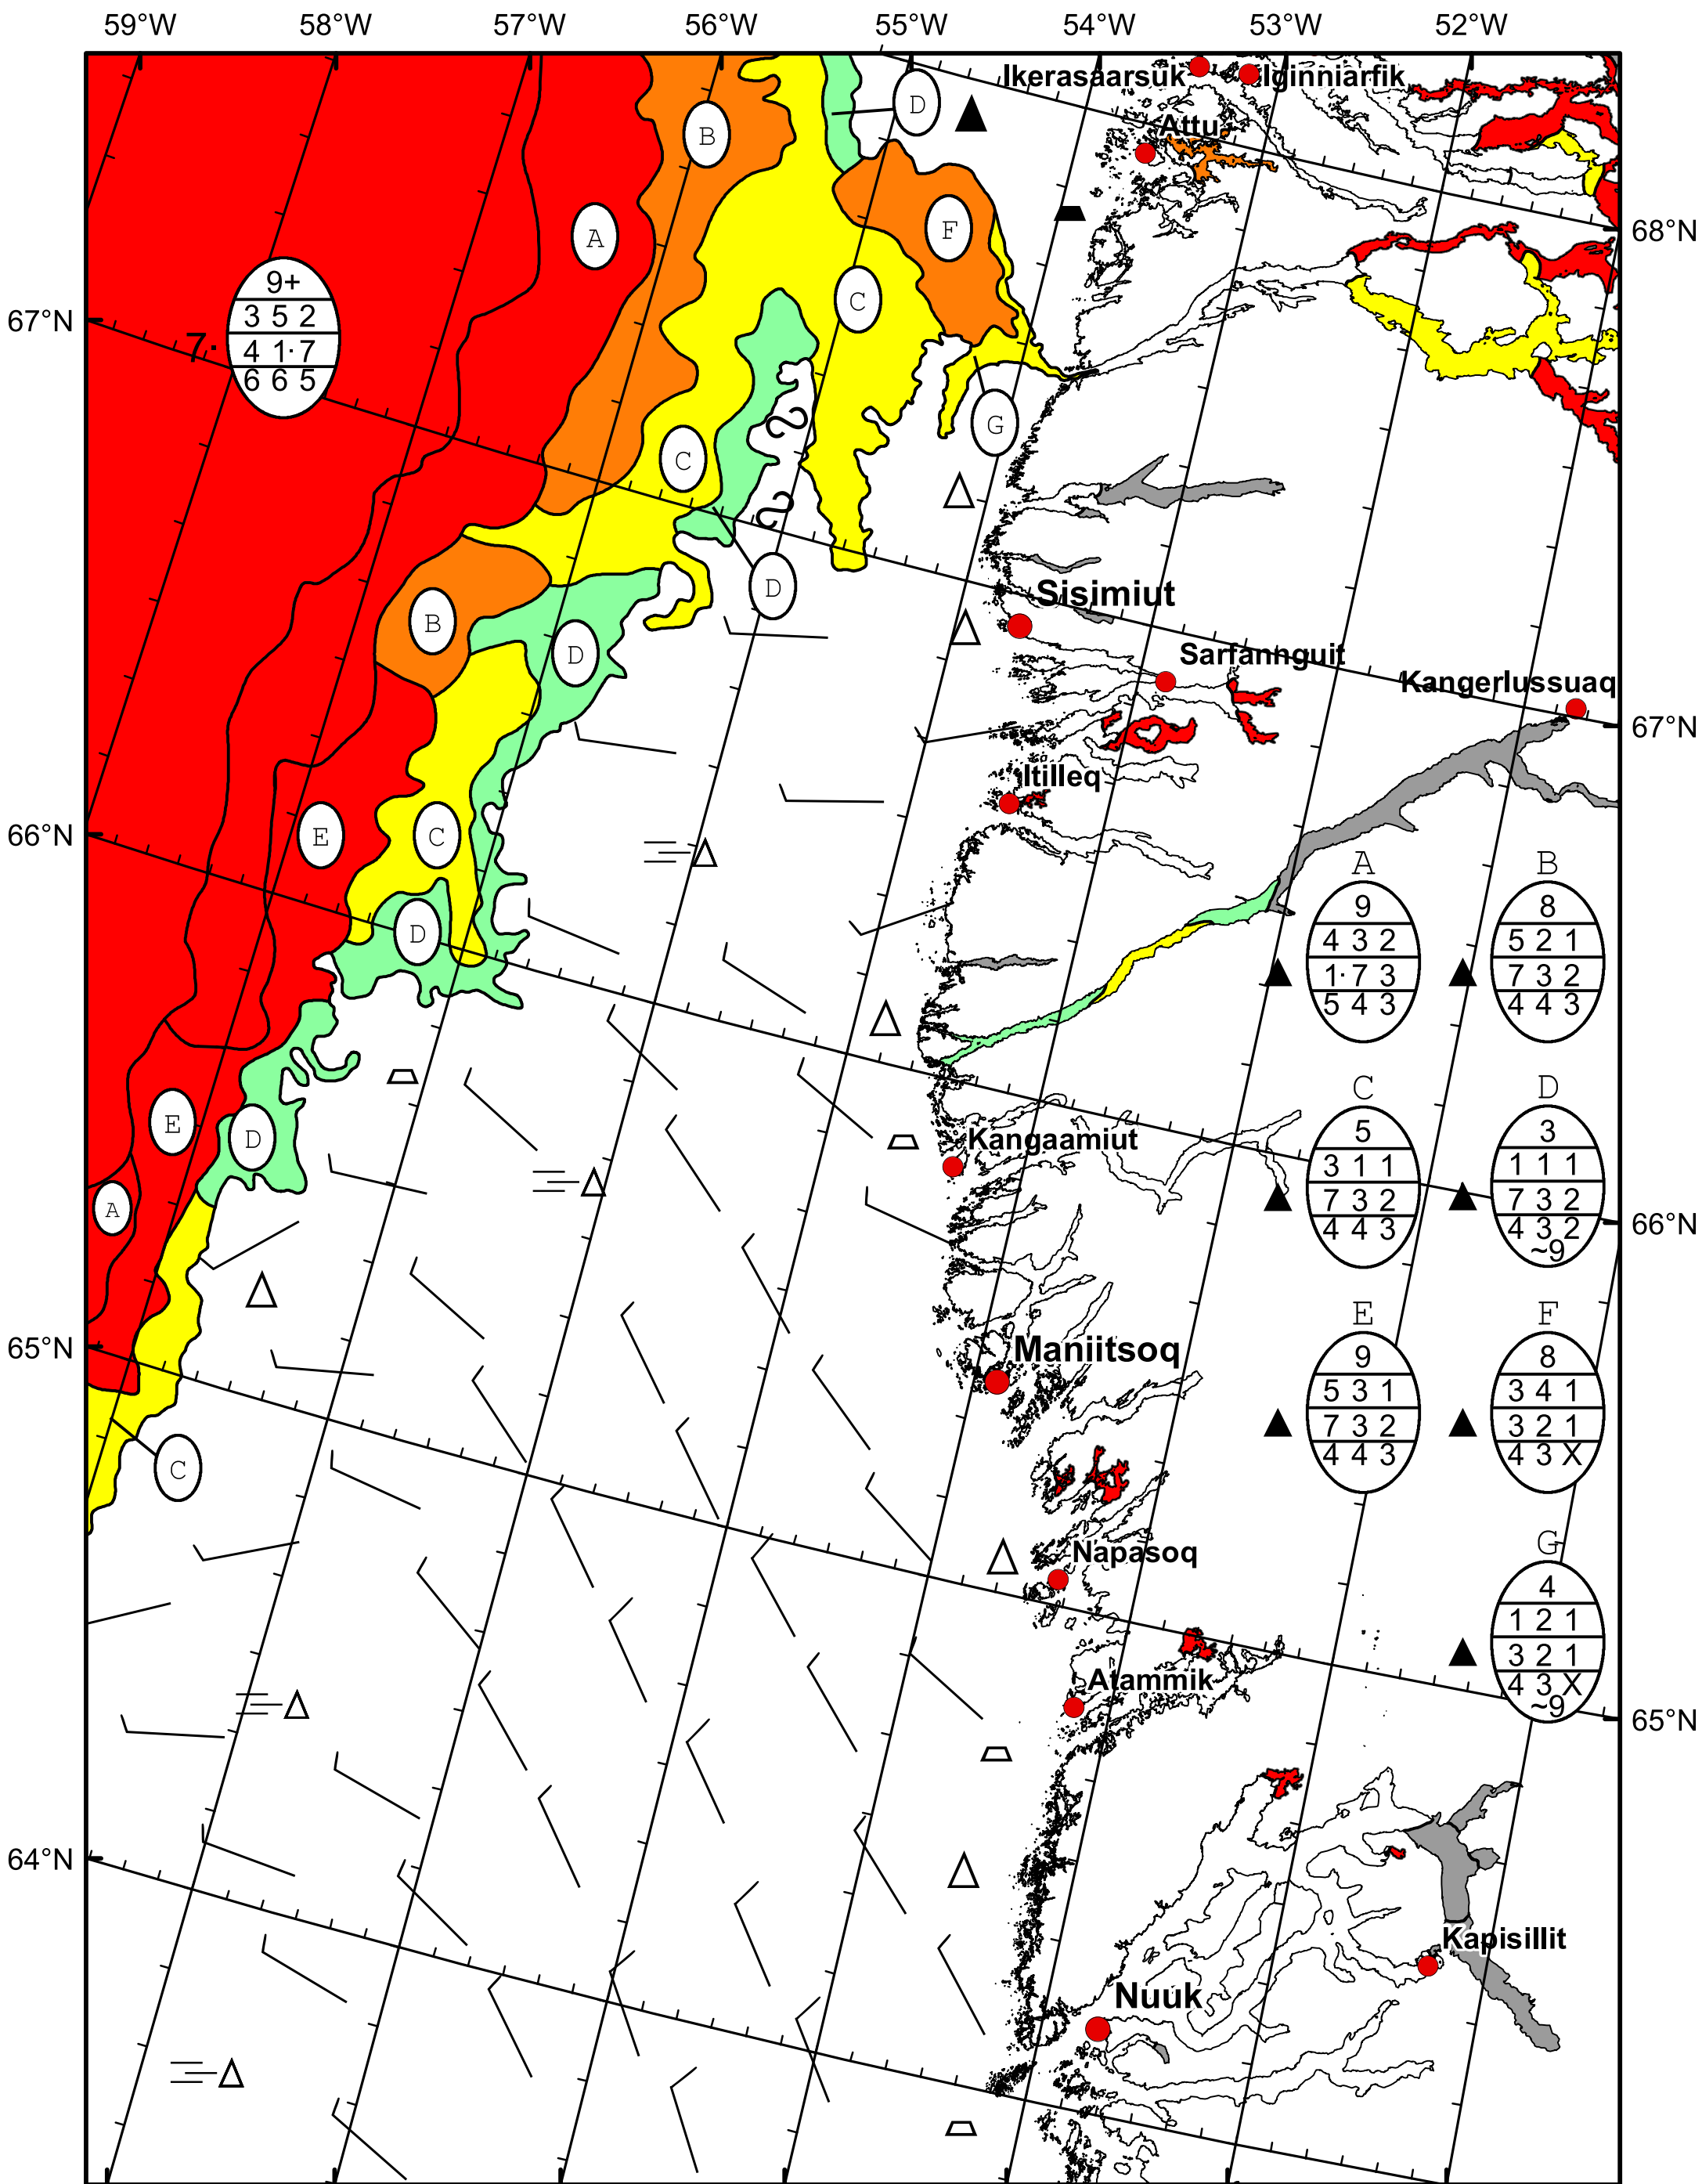 59°W 58°W 57°W 56°W 55°W 54°W 53°W 52°W
Ikerasaarsuk Iginniarfik
D
B
Attu
A
F
68°N
9+
3 5 2
7· 4 1·7
6 6 5
C
67°N
G
C
D
Sisimiut
B
D
Sarfannguit
Kangerlussuaq
67°N
Itilleq
66°N
E
C
D
A
9
4 3 2
1·7 3
5 4 3
B
8
5 2 1
7 3 2
4 4 3
E
D
Kangaamiut
C
5
3 1 1
7 3 2
4 4 3
D
3
1 1 1
7 3 2
4 3 2
~9
A
66°N
65°N
Maniitsoq
E
9
5 3 1
7 3 2
4 4 3
F
8
3 4 1
3 2 1
4 3 X
C
Napasoq
G
4
1 2 1
3 2 1
4 3 X
~9
Atammik
65°N
64°N
Kapisillit
Nuuk